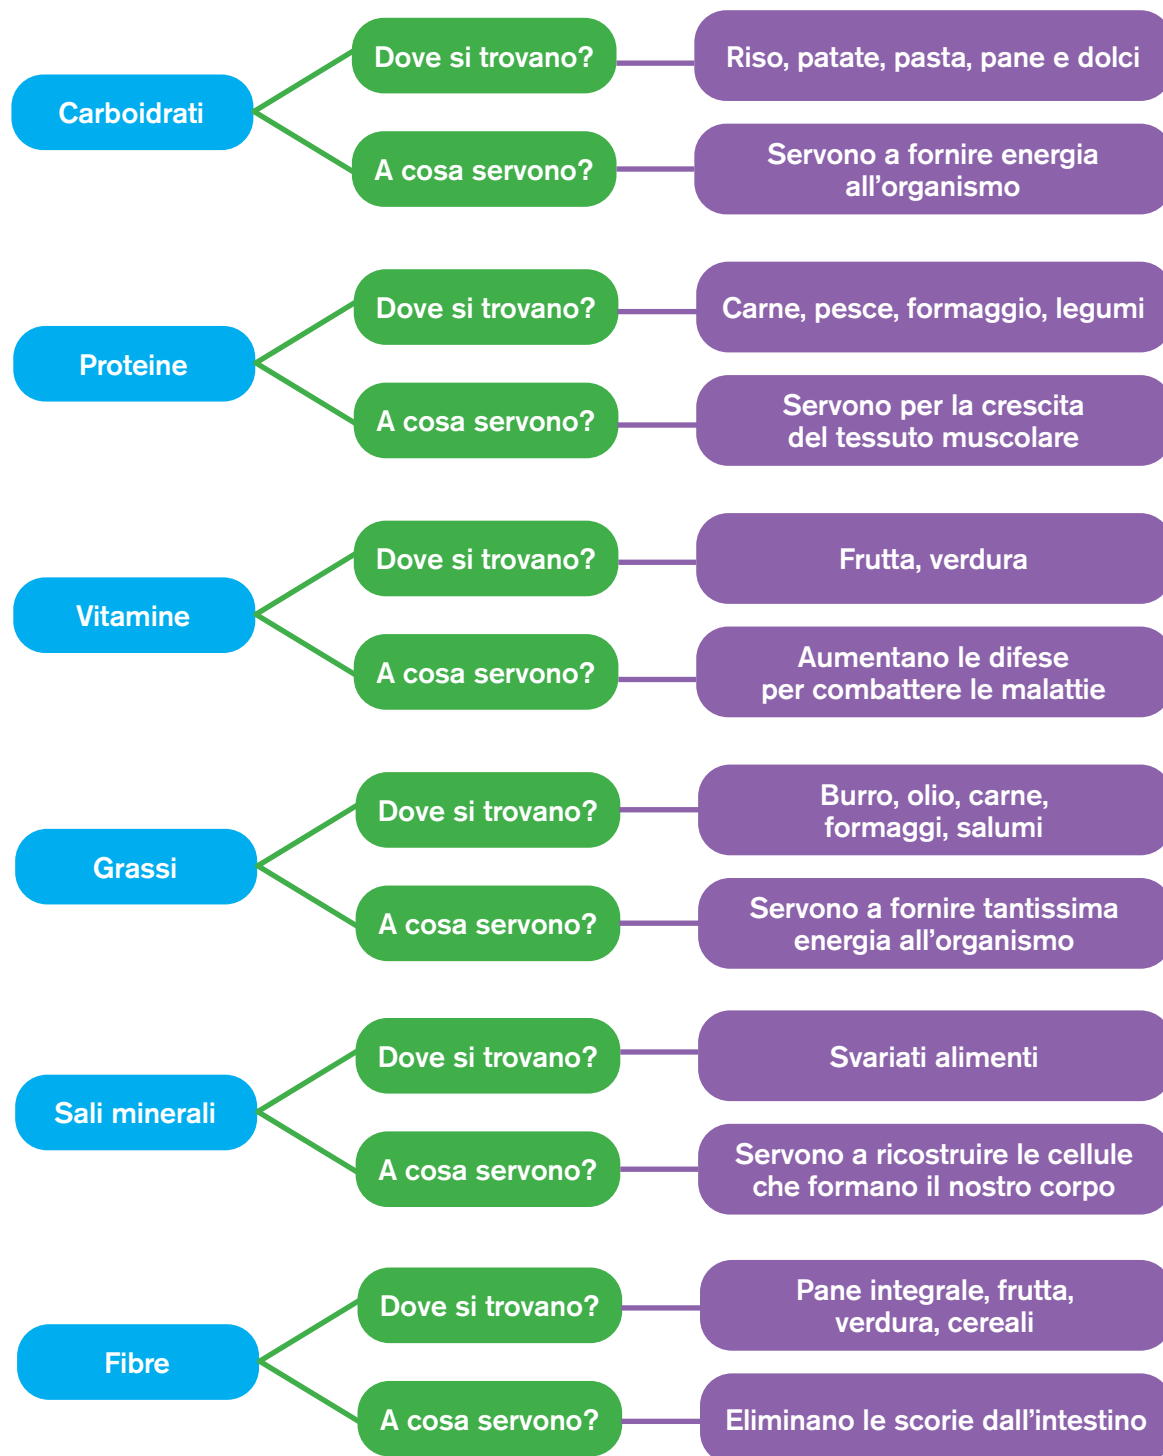 Carboidrati
Dove si trovano?
Riso, patate, pasta, pane e dolci
A cosa servono?
Servono a fornire energia
all’organismo
Proteine
Dove si trovano?
Carne, pesce, formaggio, legumi
A cosa servono?
Servono per la crescita
del tessuto muscolare
Vitamine
Dove si trovano?
Frutta, verdura
A cosa servono?
Aumentano le difese
per combattere le malattie
Grassi
Dove si trovano?
Burro, olio, carne,
formaggi, salumi
A cosa servono?
Servono a fornire tantissima
energia all’organismo
Sali minerali
Dove si trovano?
Svariati alimenti
A cosa servono?
Servono a ricostruire le cellule
che formano il nostro corpo
Fibre
Dove si trovano?
Pane integrale, frutta,
verdura, cereali
A cosa servono?
Eliminano le scorie dall’intestino